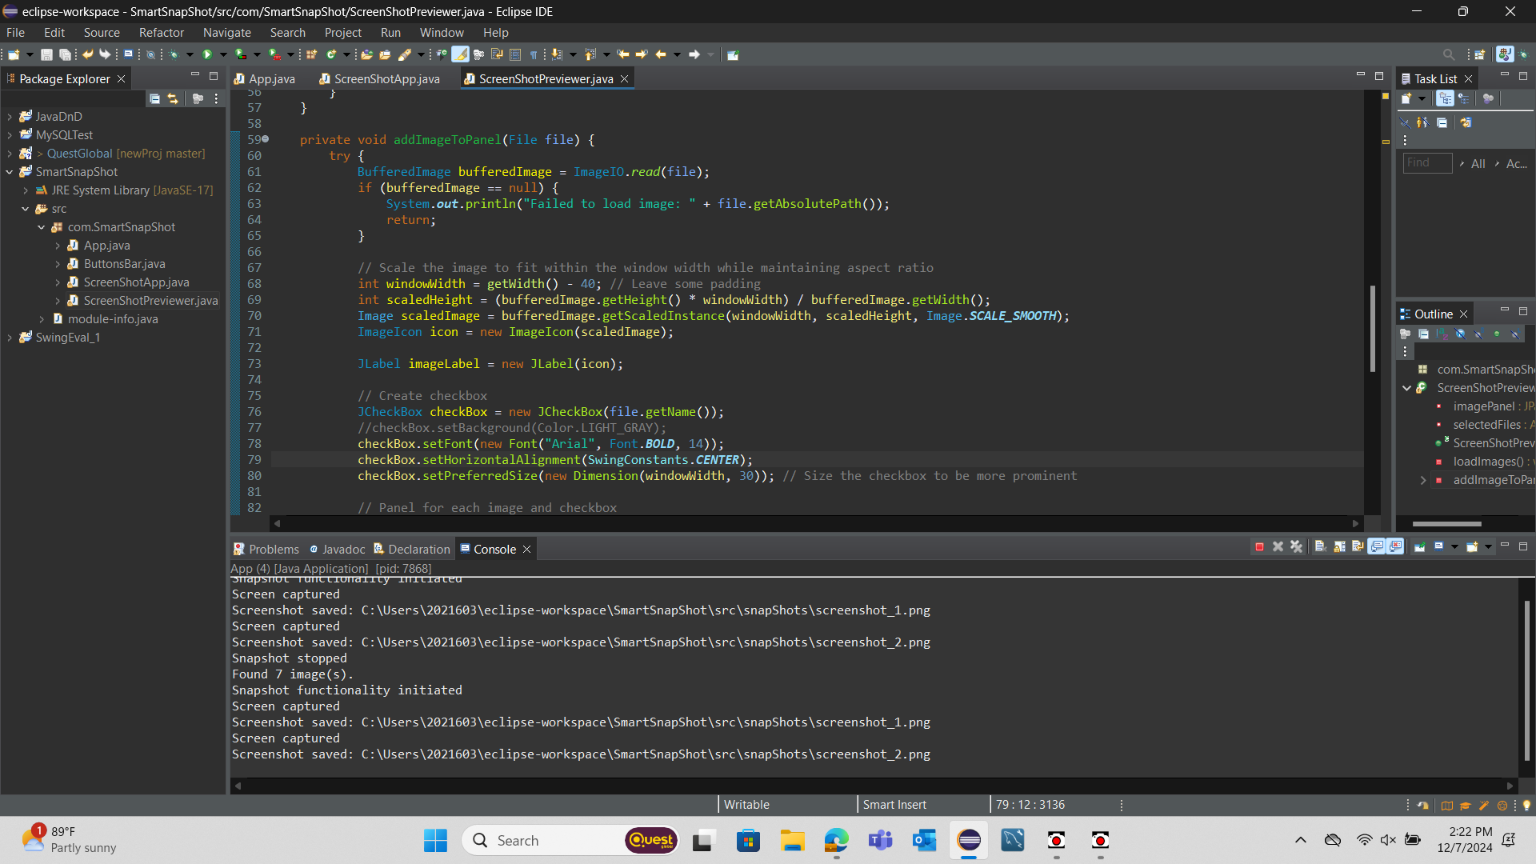 eclipse-workspace - SmartSnapShot/src/com/SmartSnapShot/ScreenShotPreviewer.java - Eclipse IDE
File Edit Source Refactor Navigate Search Project Run Window Help
Package Explorer
JavaDnD
MySQLTest
> QuestGlobal [newProj master]
SmartSnapShot
JRE System Library [JavaSE-17]
src
com.SmartSnapShot
App.java
ButtonsBar.java
ScreenShotApp.java
ScreenShotPreviewer.java
module-info.java
SwingEval_1
App.java ScreenShotApp.java ScreenShotPreviewer.java
56 }
57 }
58
59 private void addImageToPanel(File file) {
60 try {
61 BufferedImage bufferedImage = ImageIO.read(file);
62 if (bufferedImage == null) {
63 System.out.println("Failed to load image: " + file.getAbsolutePath());
64 return;
65 }
66
67 // Scale the image to fit within the window width while maintaining aspect ratio
68 int windowWidth = getWidth() - 40; // Leave some padding
69 int scaledHeight = (bufferedImage.getHeight() * windowWidth) / bufferedImage.getWidth();
70 Image scaledImage = bufferedImage.getScaledInstance(windowWidth, scaledHeight, Image.SCALE_SMOOTH);
71 ImageIcon icon = new ImageIcon(scaledImage);
72
73 JLabel imageLabel = new JLabel(icon);
74
75 // Create checkbox
76 JCheckBox checkBox = new JCheckBox(file.getName());
77 //checkBox.setBackground(Color.LIGHT_GRAY);
78 checkBox.setFont(new Font("Arial", Font.BOLD, 14));
79 checkBox.setHorizontalAlignment(SwingConstants.CENTER);
80 checkBox.setPreferredSize(new Dimension(windowWidth, 30)); // Size the checkbox to be more prominent
81
82 // Panel for each image and checkbox
Task List
Find All Ac...
Outline
com.SmartSnapSh
ScreenShotPreview
imagePanel : JP
selectedFiles : A
ScreenShotPrev
loadImages() :
addImageToPa
Problems Javadoc Declaration Console
App (4) [Java Application] [pid: 7868]
Snapshot functionality initiated
Screen captured
Screenshot saved: C:\Users\2021603\eclipse-workspace\SmartSnapShot\src\snapShots\screenshot_1.png
Screen captured
Screenshot saved: C:\Users\2021603\eclipse-workspace\SmartSnapShot\src\snapShots\screenshot_2.png
Snapshot stopped
Found 7 image(s).
Snapshot functionality initiated
Screen captured
Screenshot saved: C:\Users\2021603\eclipse-workspace\SmartSnapShot\src\snapShots\screenshot_1.png
Screen captured
Screenshot saved: C:\Users\2021603\eclipse-workspace\SmartSnapShot\src\snapShots\screenshot_2.png
Writable Smart Insert 79 : 12 : 3136
1 89°F
Partly sunny
Search Quest
2:22 PM
12/7/2024